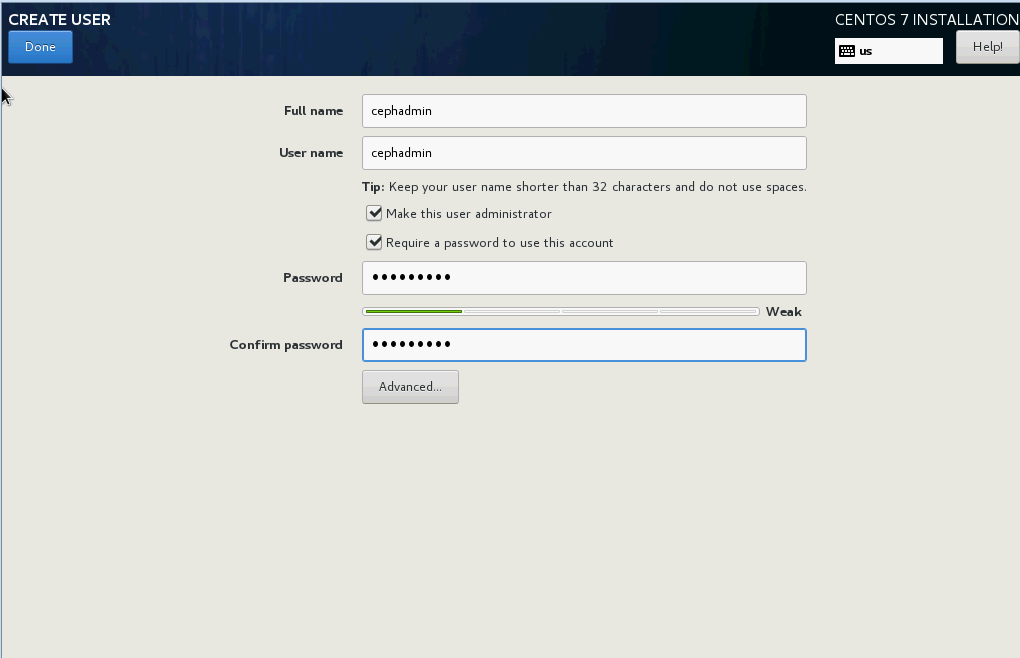 CREATE USER
CENTOS 7 INSTALLATION
Done
us
Help!
Full name
cephadmin
User name
cephadmin
Tip: Keep your user name shorter than 32 characters and do not use spaces.
Make this user administrator
Require a password to use this account
Password
•••••••••
Weak
Confirm password
•••••••••
Advanced...